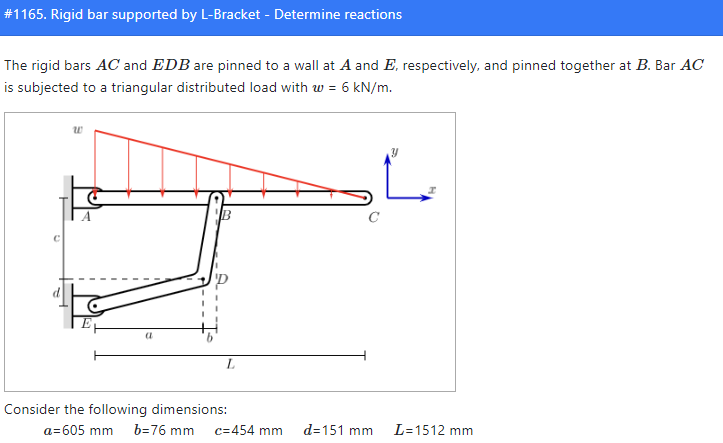 #1165. Rigid bar supported by L-Bracket - Determine reactions
The rigid bars AC and EDB are pinned to a wall at A and E, respectively, and pinned together at B. Bar AC
is subjected to a triangular distributed load with w = 6 kN/m.
w
y
x
A
B
C
c
D
d
E
a
b
L
Consider the following dimensions:
a=605 mm b=76 mm c=454 mm d=151 mm L=1512 mm